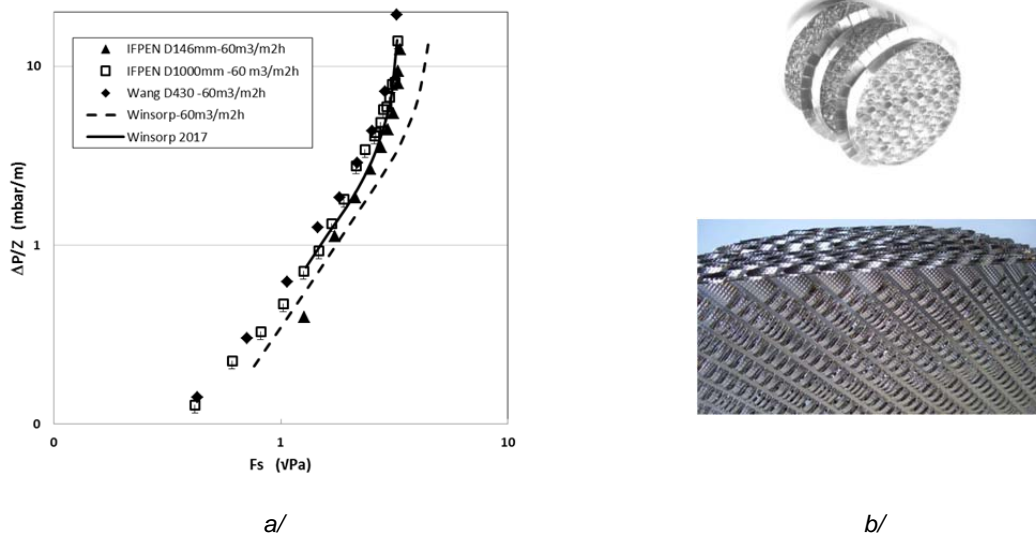 IFPEN D146mm-60m3/m2h
IFPEN D1000mm -60 m3/m2h
Wang D430 -60m3/m2h
Winsorp-60m3/m2h
Winsorp 2017
10
1
0
ΔP/Z (mbar/m)
0 1 10
Fs (√Pa)
a/ b/